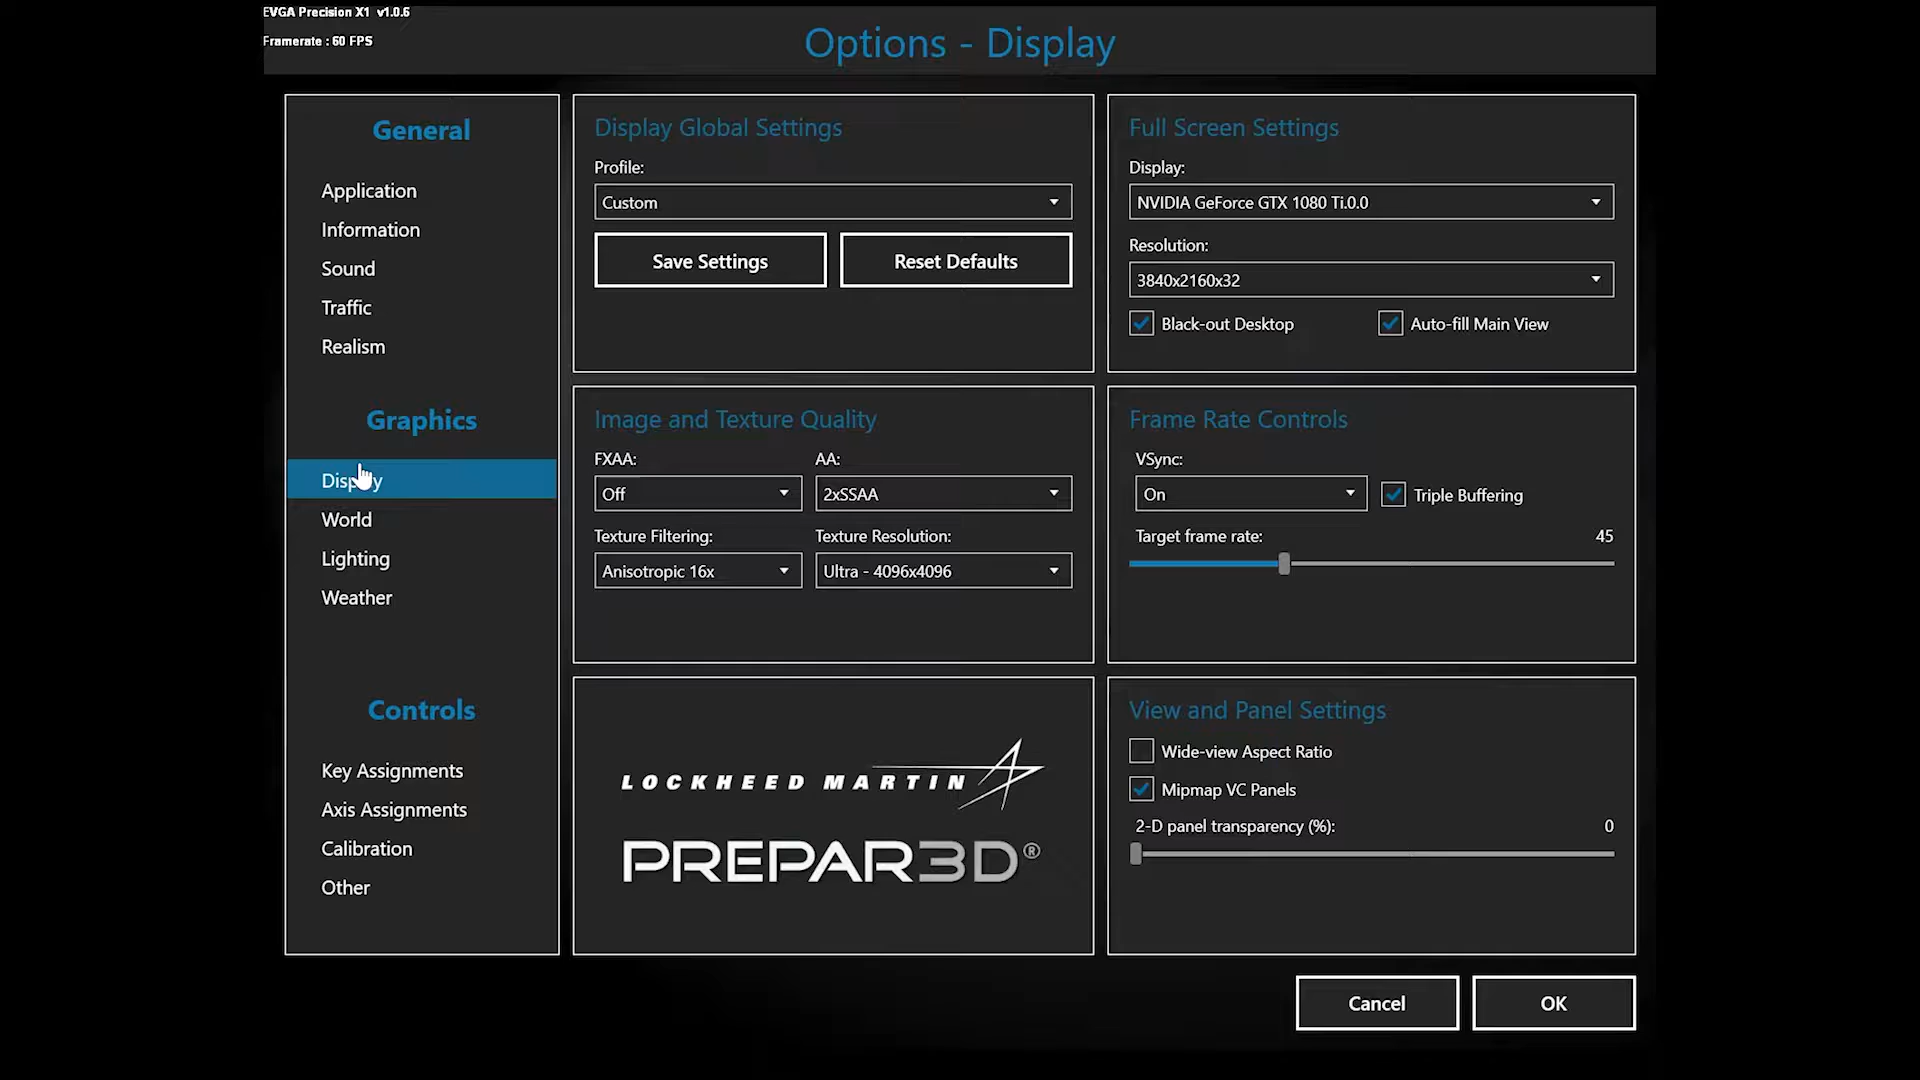 EVGA Precision X1 v1.0.6
Framerate : 60 FPS
Options - Display
General
Application
Information
Sound
Traffic
Realism
Graphics
Display
World
Lighting
Weather
Controls
Key Assignments
Axis Assignments
Calibration
Other
Display Global Settings
Profile:
Custom
Save Settings
Reset Defaults
Full Screen Settings
Display:
NVIDIA GeForce GTX 1080 Ti.0.0
Resolution:
3840x2160x32
Black-out Desktop
Auto-fill Main View
Image and Texture Quality
FXAA:
AA:
Off
2xSSAA
Texture Filtering:
Texture Resolution:
Anisotropic 16x
Ultra - 4096x4096
Frame Rate Controls
VSync:
On
Triple Buffering
Target frame rate:
45
LOCKHEED MARTIN
PREPAR3D®
View and Panel Settings
Wide-view Aspect Ratio
Mipmap VC Panels
2-D panel transparency (%):
0
Cancel
OK